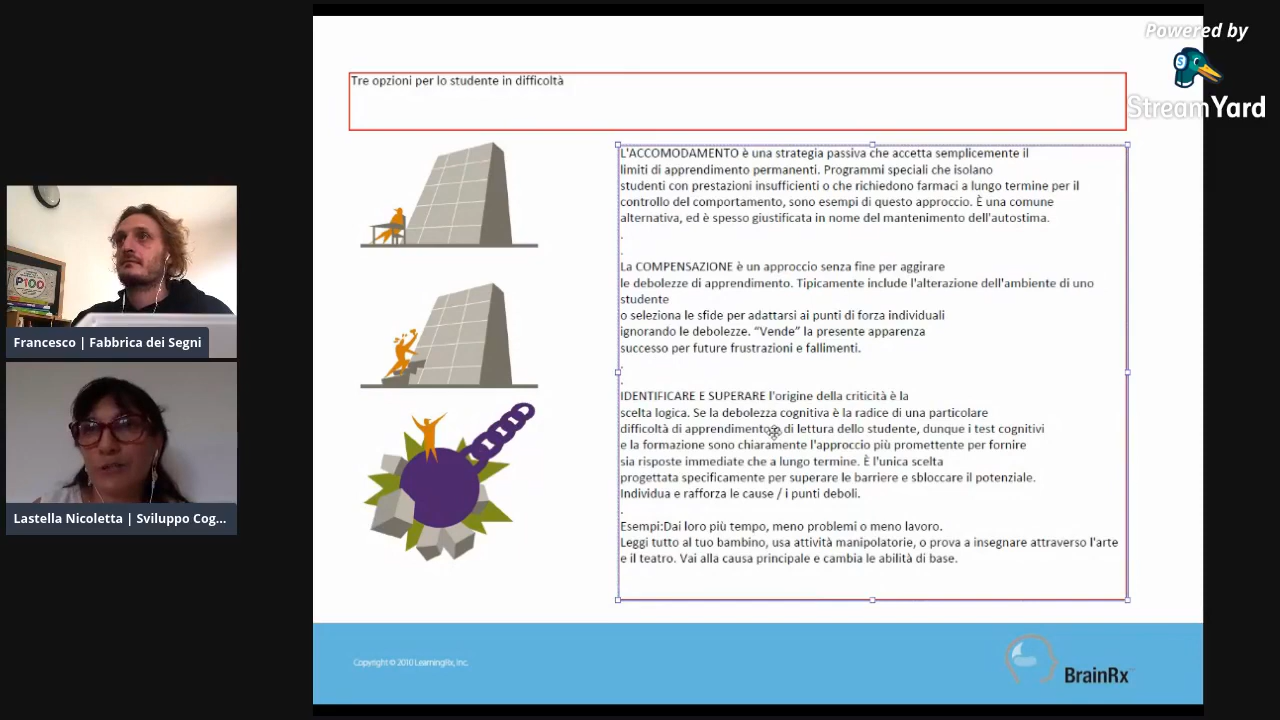 Powered by
StreamYard
Tre opzioni per lo studente in difficoltà
L'ACCOMODAMENTO è una strategia passiva che accetta semplicemente il
limiti di apprendimento permanenti. Programmi speciali che isolano
studenti con prestazioni insufficienti o che richiedono farmaci a lungo termine per il
controllo del comportamento, sono esempi di questo approccio. È una comune
alternativa, ed è spesso giustificata in nome del mantenimento dell'autostima.
.
.
La COMPENSAZIONE è un approccio senza fine per aggirare
le debolezze di apprendimento. Tipicamente include l'alterazione dell'ambiente di uno
studente
o seleziona le sfide per adattarsi ai punti di forza individuali
ignorando le debolezze. “Vende” la presente apparenza
successo per future frustrazioni e fallimenti.
.
.
IDENTIFICARE E SUPERARE l'origine della criticità è la
scelta logica. Se la debolezza cognitiva è la radice di una particolare
difficoltà di apprendimento o di lettura dello studente, dunque i test cognitivi
e la formazione sono chiaramente l'approccio più promettente per fornire
sia risposte immediate che a lungo termine. È l'unica scelta
progettata specificamente per superare le barriere e sbloccare il potenziale.
Individua e rafforza le cause / i punti deboli.
.
Esempi:Dai loro più tempo, meno problemi o meno lavoro.
Leggi tutto al tuo bambino, usa attività manipolatorie, o prova a insegnare attraverso l'arte
e il teatro. Vai alla causa principale e cambia le abilità di base.
Copyright © 2010 LearningRx, Inc.
BrainRx
PIPPO
Francesco | Fabbrica dei Segni
Lastella Nicoletta | Sviluppo Cog...